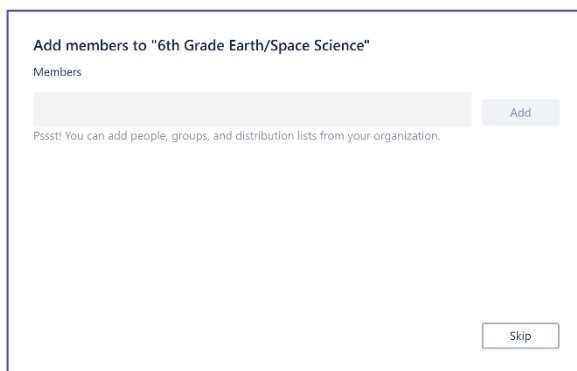 Add members to "6th Grade Earth/Space Science"
Members
Add
Pssst! You can add people, groups, and distribution lists from your organization.
Skip